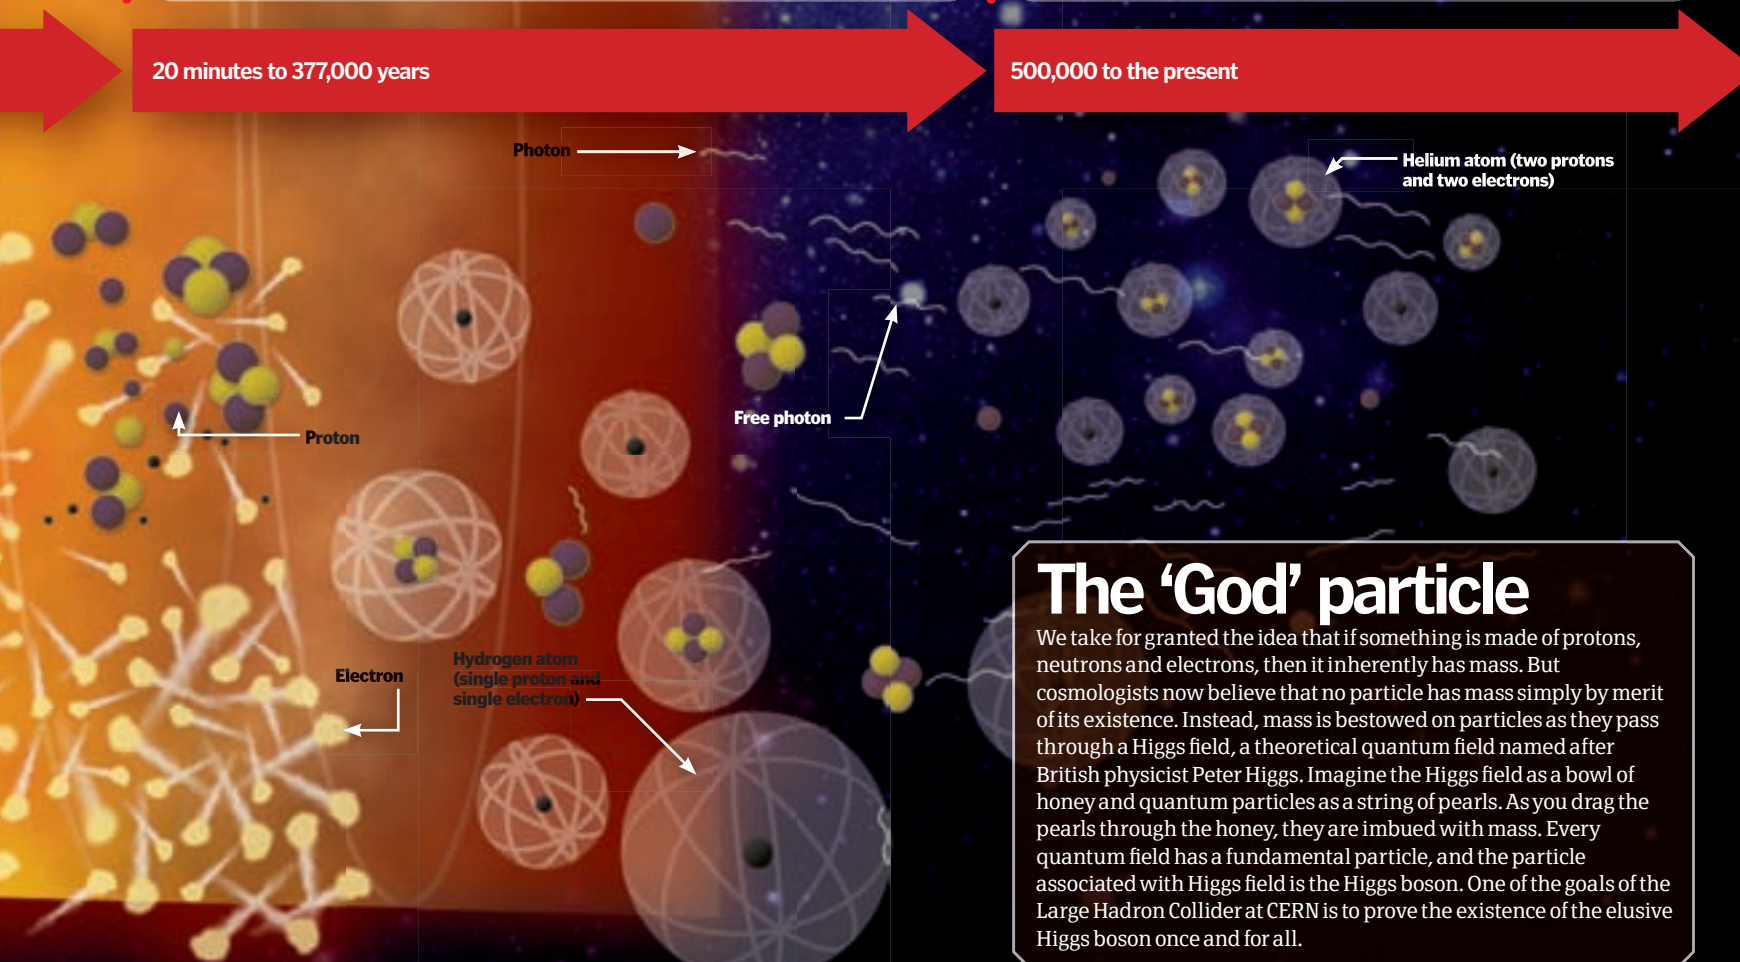 20 minutes to 377,000 years
500,000 to the present
Photon
Helium atom (two protons
and two electrons)
Free photon
Proton
Electron
Hydrogen atom
(single proton and
single electron)
The ‘God’ particle
We take for granted the idea that if something is made of protons,
neutrons and electrons, then it inherently has mass. But
cosmologists now believe that no particle has mass simply by merit
of its existence. Instead, mass is bestowed on particles as they pass
through a Higgs field, a theoretical quantum field named after
British physicist Peter Higgs. Imagine the Higgs field as a bowl of
honey and quantum particles as a string of pearls. As you drag the
pearls through the honey, they are imbued with mass. Every
quantum field has a fundamental particle, and the particle
associated with Higgs field is the Higgs boson. One of the goals of the
Large Hadron Collider at CERN is to prove the existence of the elusive
Higgs boson once and for all.